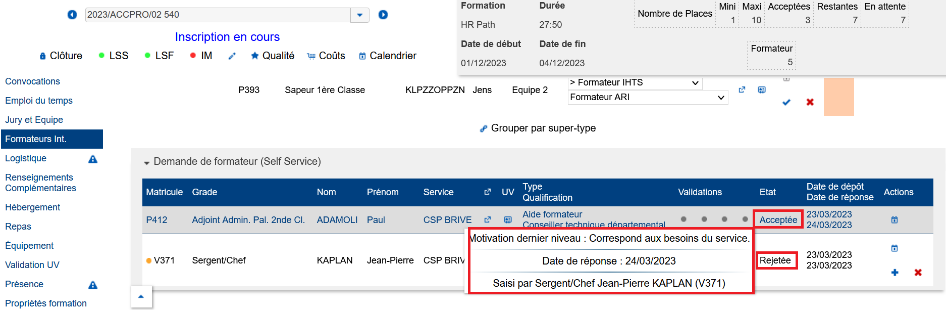 2023/ACCPRO/02 540
Inscription en cours
Clôture LSS LSF IM Qualité Coûts Calendrier
Formation Durée
HR Path 27:50
Date de début Date de fin
01/12/2023 04/12/2023
Mini Maxi Acceptées Restantes En attente
Nombre de Places 1 10 3 7 7
Formateur
5
Convocations
Emploi du temps
Jury et Equipe
Formateurs Int.
Logistique
Renseignements
Complémentaires
Hébergement
Repas
Équipement
Validation UV
Présence
Propriétés formation
P393 Sapeur 1ère Classe KLPZZOPPZN Jens Equipe 2
> Formateur IHTS
Formateur ARI
Grouper par super-type
Demande de formateur (Self Service)
Matricule Grade Nom Prénom Service UV Type Validations Etat Date de dépôt Actions
Qualification Date de réponse
P412 Adjoint Admin. Pal. 2nde Cl. ADAMOLI Paul CSP BRIVE Aide formateur Acceptée 23/03/2023
Conseiller technique départemental 24/03/2023
V371 Sergent/Chef KAPLAN Jean-Pierre CSP BRIV Rejetée 23/03/2023
23/03/2023
Motivation dernier niveau : Correspond aux besoins du service.
Date de réponse : 24/03/2023
Saisi par Sergent/Chef Jean-Pierre KAPLAN (V371)